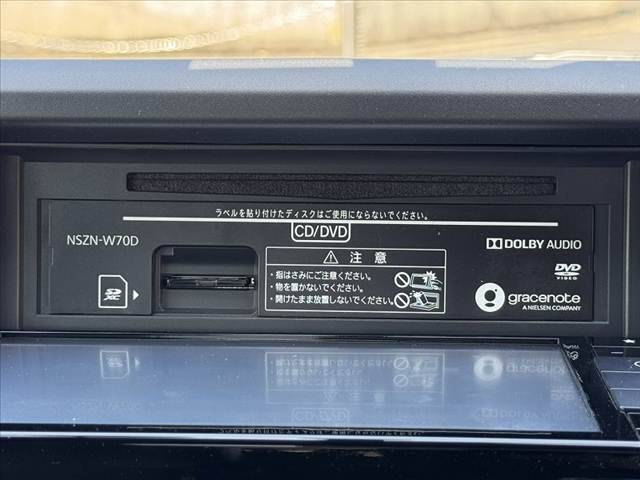 ラベルを貼り付けたディスクはご使用にならないでください。
CD/DVD
NSZN-W70D
DOLBY AUDIO
注意
・指はさみにご注意ください。
・物を置かないでください。
・開けたまま放置しないでください。
SD
XC
DVD
VIDEO
gracenote
A NIELSEN COMPANY